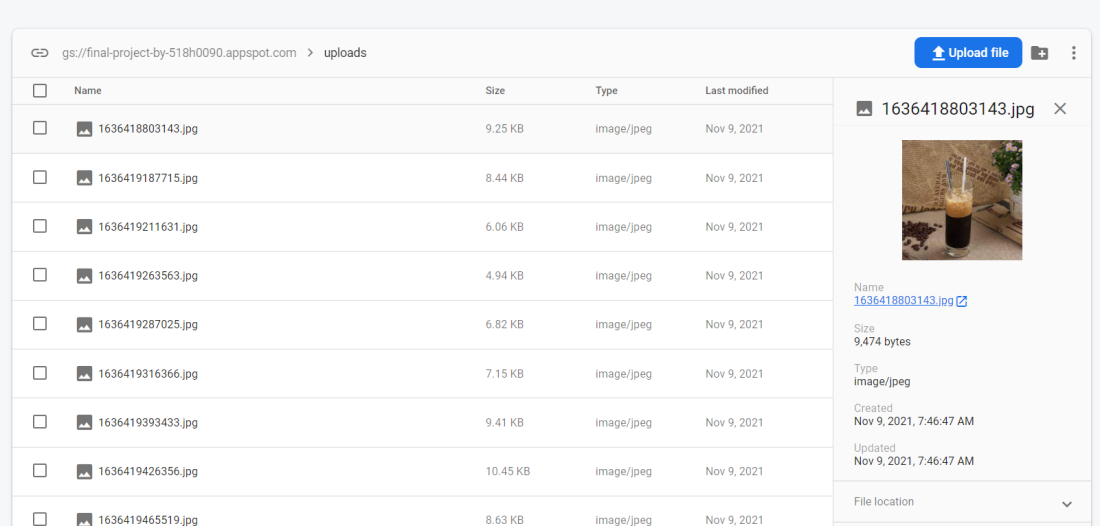 gs://final-project-by-518h0090.appspot.com > uploads
Upload file
Name Size Type Last modified
1636418803143.jpg 9.25 KB image/jpeg Nov 9, 2021
1636419187715.jpg 8.44 KB image/jpeg Nov 9, 2021
1636419211631.jpg 6.06 KB image/jpeg Nov 9, 2021
1636419263563.jpg 4.94 KB image/jpeg Nov 9, 2021
1636419287025.jpg 6.82 KB image/jpeg Nov 9, 2021
1636419316366.jpg 7.15 KB image/jpeg Nov 9, 2021
1636419393433.jpg 9.41 KB image/jpeg Nov 9, 2021
1636419426356.jpg 10.45 KB image/jpeg Nov 9, 2021
1636419465519.jpg 8.63 KB image/jpeg Nov 9, 2021
1636418803143.jpg
Name
1636418803143.jpg
Size
9,474 bytes
Type
image/jpeg
Created
Nov 9, 2021, 7:46:47 AM
Updated
Nov 9, 2021, 7:46:47 AM
File location